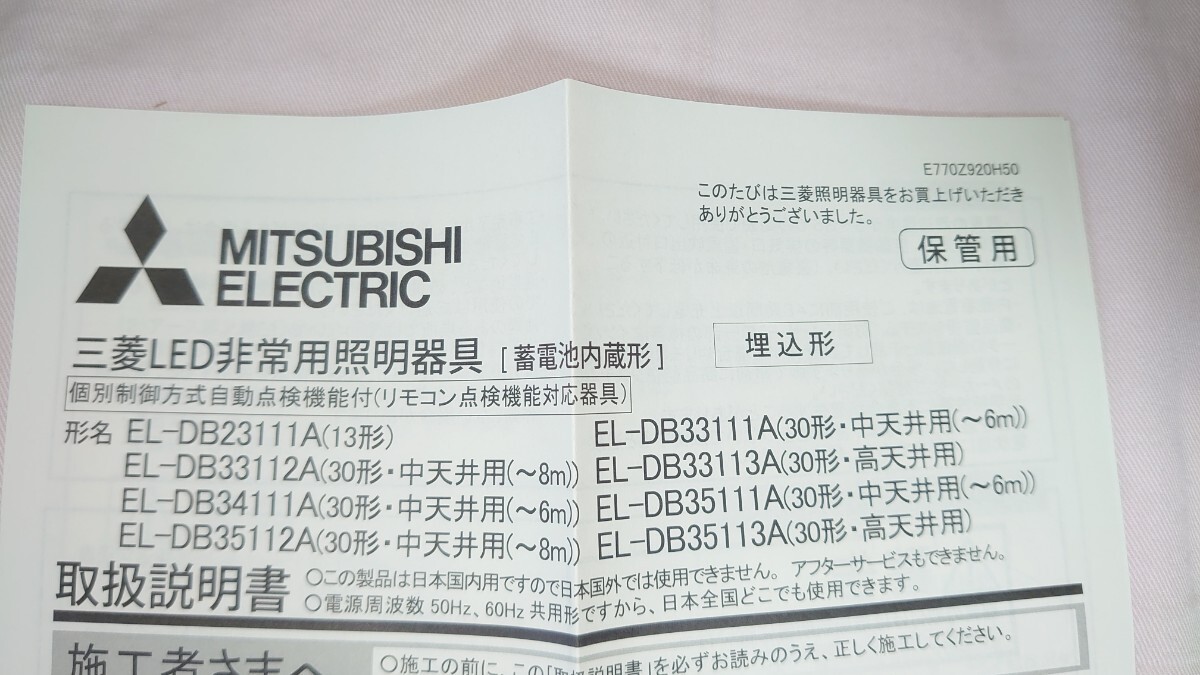 E770Z920H50
このたびは三菱照明器具をお買上げいただき
ありがとうございました。
保管用
MITSUBISHI
ELECTRIC
三菱LED非常用照明器具 [蓄電池内蔵形] 埋込形
個別制御方式自動点検機能付(リモコン点検機能対応器具)
形名 EL-DB23111A(13形) EL-DB33111A(30形・中天井用(～6m))
EL-DB33112A(30形・中天井用(～8m)) EL-DB33113A(30形・高天井用)
EL-DB34111A(30形・中天井用(～6m)) EL-DB35111A(30形・中天井用(～6m))
EL-DB35112A(30形・中天井用(～8m)) EL-DB35113A(30形・高天井用)
取扱説明書
○この製品は日本国内用ですので日本国外では使用できません。 アフターサービスもできません。
○電源周波数 50Hz、60Hz 共用形ですから、日本全国どこでも使用できます。
施工者さまへ
○施工の前に、この「取扱説明書」を必ずお読みのうえ、正しく施工してください。